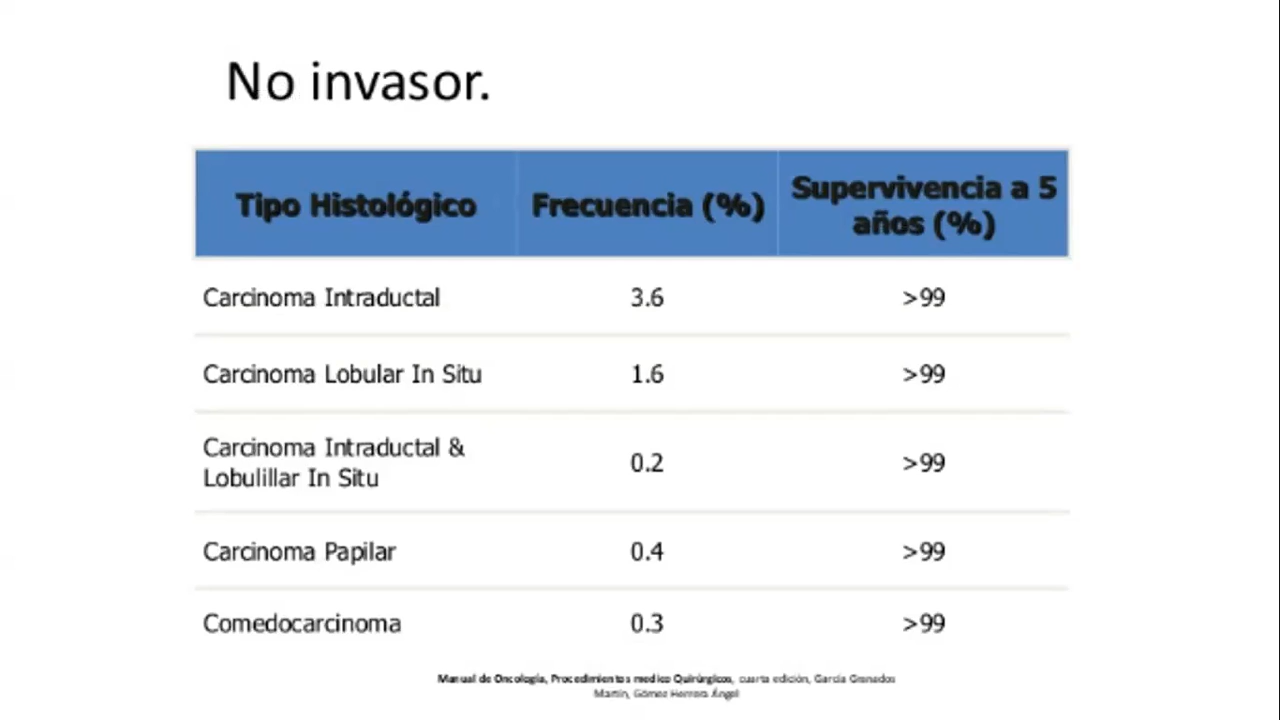 No invasor.
Tipo Histológico Frecuencia (%) Supervivencia a 5
años (%)
Carcinoma Intraductal 3.6 >99
Carcinoma Lobular In Situ 1.6 >99
Carcinoma Intraductal &
Lobulillar In Situ 0.2 >99
Carcinoma Papilar 0.4 >99
Comedocarcinoma 0.3 >99
Manual de Oncología, Procedimientos medico Quirúrgicos, cuarta edición, García Granados
Martín, Gómez Herrera Ángel